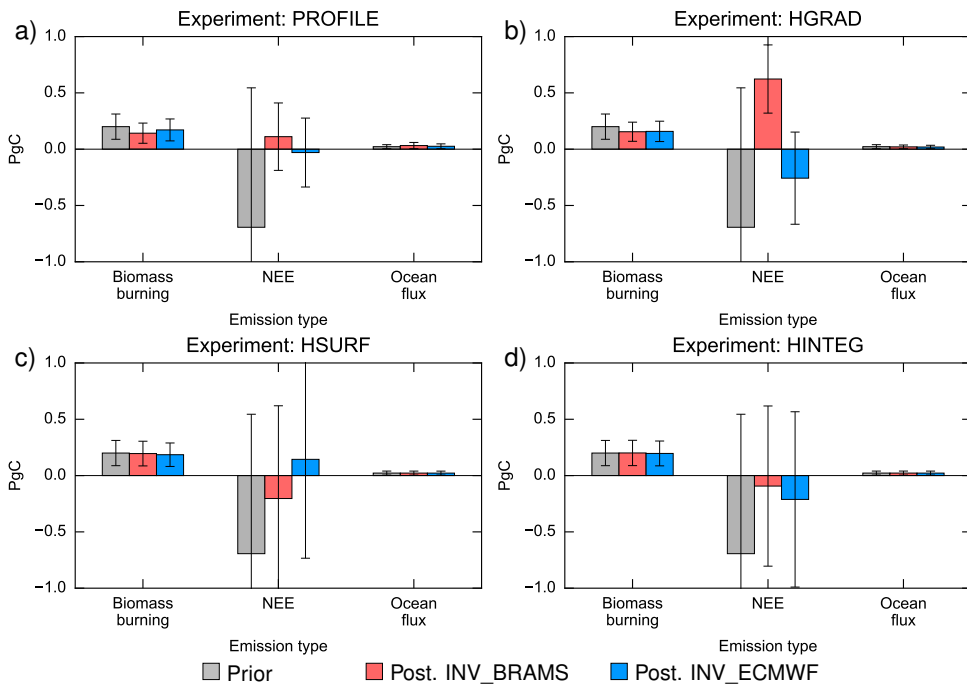 a) Experiment: PROFILE
1.0
0.5
0.0
−0.5
−1.0
PgC
Biomass burning
NEE
Ocean flux
Emission type
b) Experiment: HGRAD
1.0
0.5
0.0
−0.5
−1.0
PgC
Biomass burning
NEE
Ocean flux
Emission type
c) Experiment: HSURF
1.0
0.5
0.0
−0.5
−1.0
PgC
Biomass burning
NEE
Ocean flux
Emission type
d) Experiment: HINTEG
1.0
0.5
0.0
−0.5
−1.0
PgC
Biomass burning
NEE
Ocean flux
Emission type
Prior
Post. INV_BRAMS
Post. INV_ECMWF